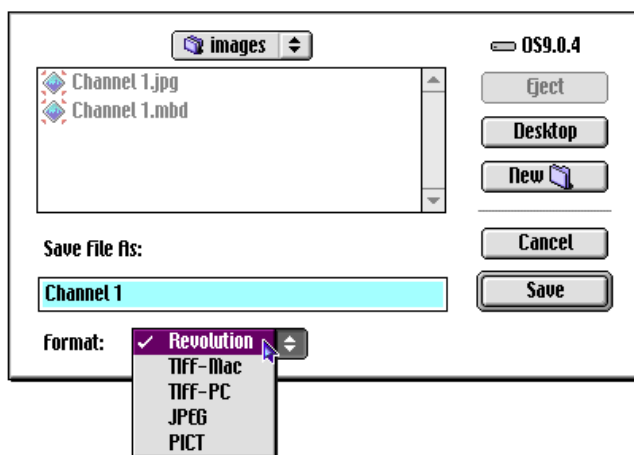 images
OS9.0.4
Channel 1.jpg
Channel 1.mbd
Eject
Desktop
New
Save File As:
Cancel
Channel 1
Save
Format:
✓ Revolution
TIFF-Mac
TIFF-PC
JPEG
PICT